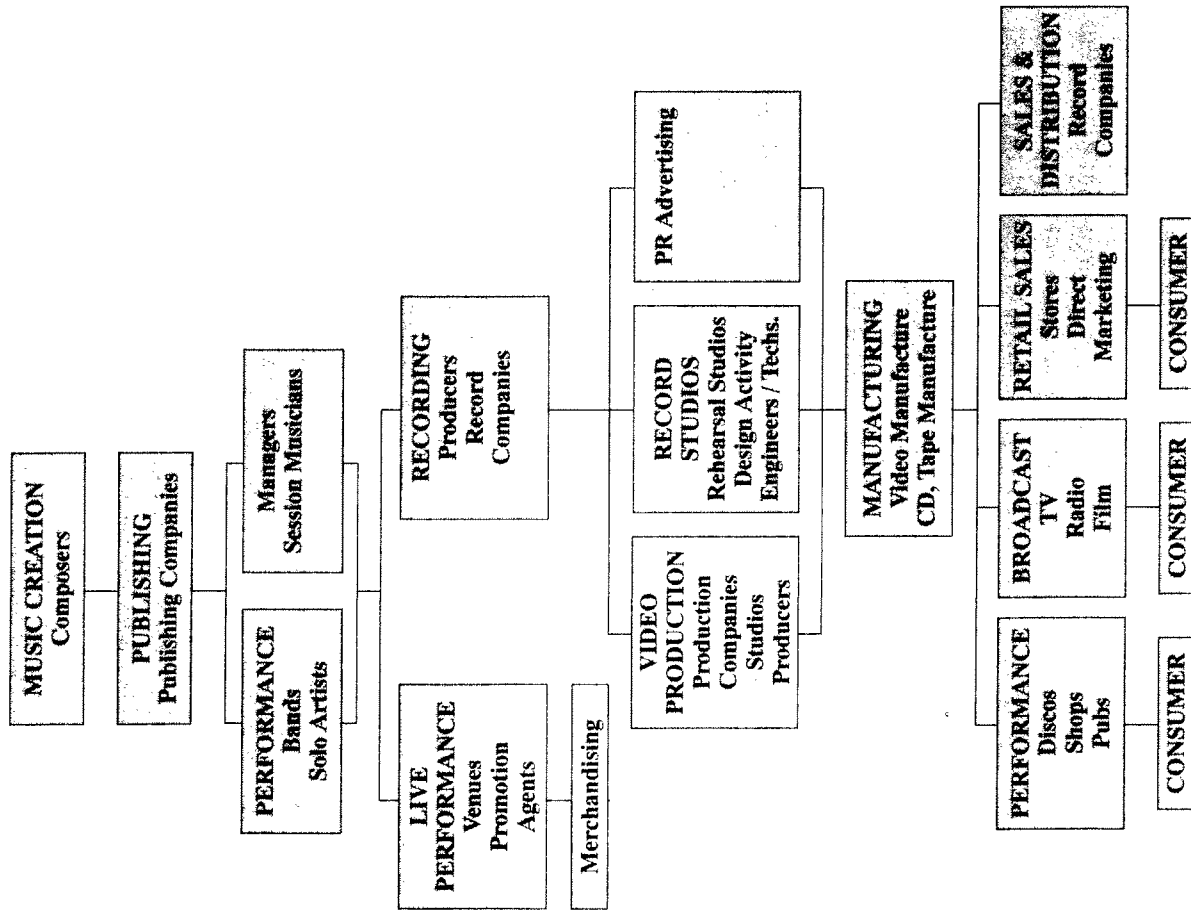 MUSIC CREATION
Composers
PUBLISHING
Publishing Companies
PERFORMANCE
Bands
Solo Artists
Managers
Session Musicians
LIVE
PERFORMANCE
Venues
Promotion
Agents
RECORDING
Producers
Record
Companies
Merchandising
VIDEO
PRODUCTION
Production
Companies
Studios
Producers
RECORD
STUDIOS
Rehearsal Studios
Design Activity
Engineers / Techs.
PR Advertising
MANUFACTURING
Video Manufacture
CD, Tape Manufacture
PERFORMANCE
Discos
Shops
Pubs
BROADCAST
TV
Radio
Film
RETAIL SALES
Stores
Direct
Marketing
SALES &
DISTRIBUTION
Record
Companies
CONSUMER
CONSUMER
CONSUMER